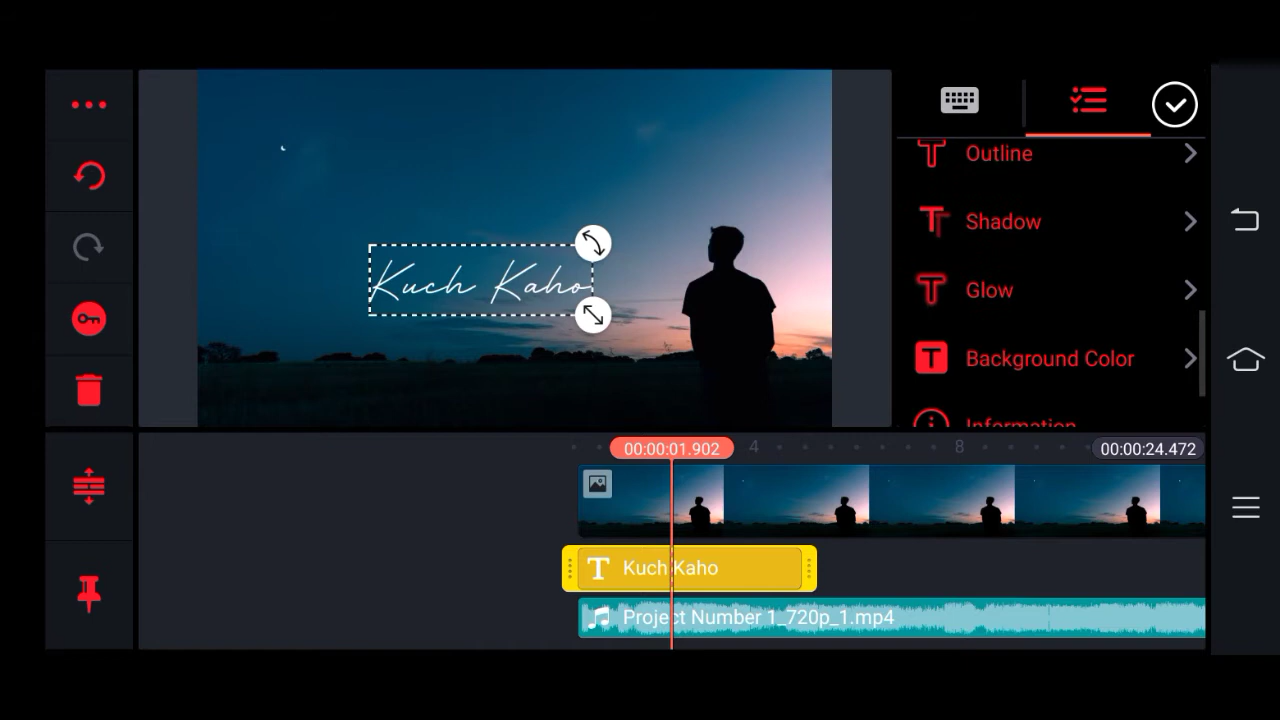 Outline
Shadow
Glow
Background Color
Information
Kuch Kaho
00:00:01.902
4
8
00:00:24.472
T Kuch Kaho
Project Number 1_720p_1.mp4